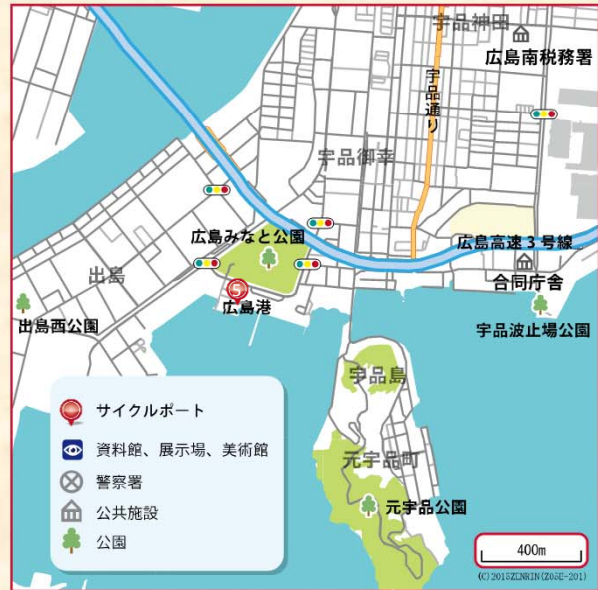 宇品神田
広島南税務署
宇品通り
宇品御幸
広島みなと公園
広島高速3号線
出島
合同庁舎
S
広島港
出島西公園
宇品波止場公園
宇品島
サイクルポート
資料館、展示場、美術館
元宇品町
警察署
元宇品公園
公共施設
公園
400m
(C)2015ZENRIN(Z05E-201)